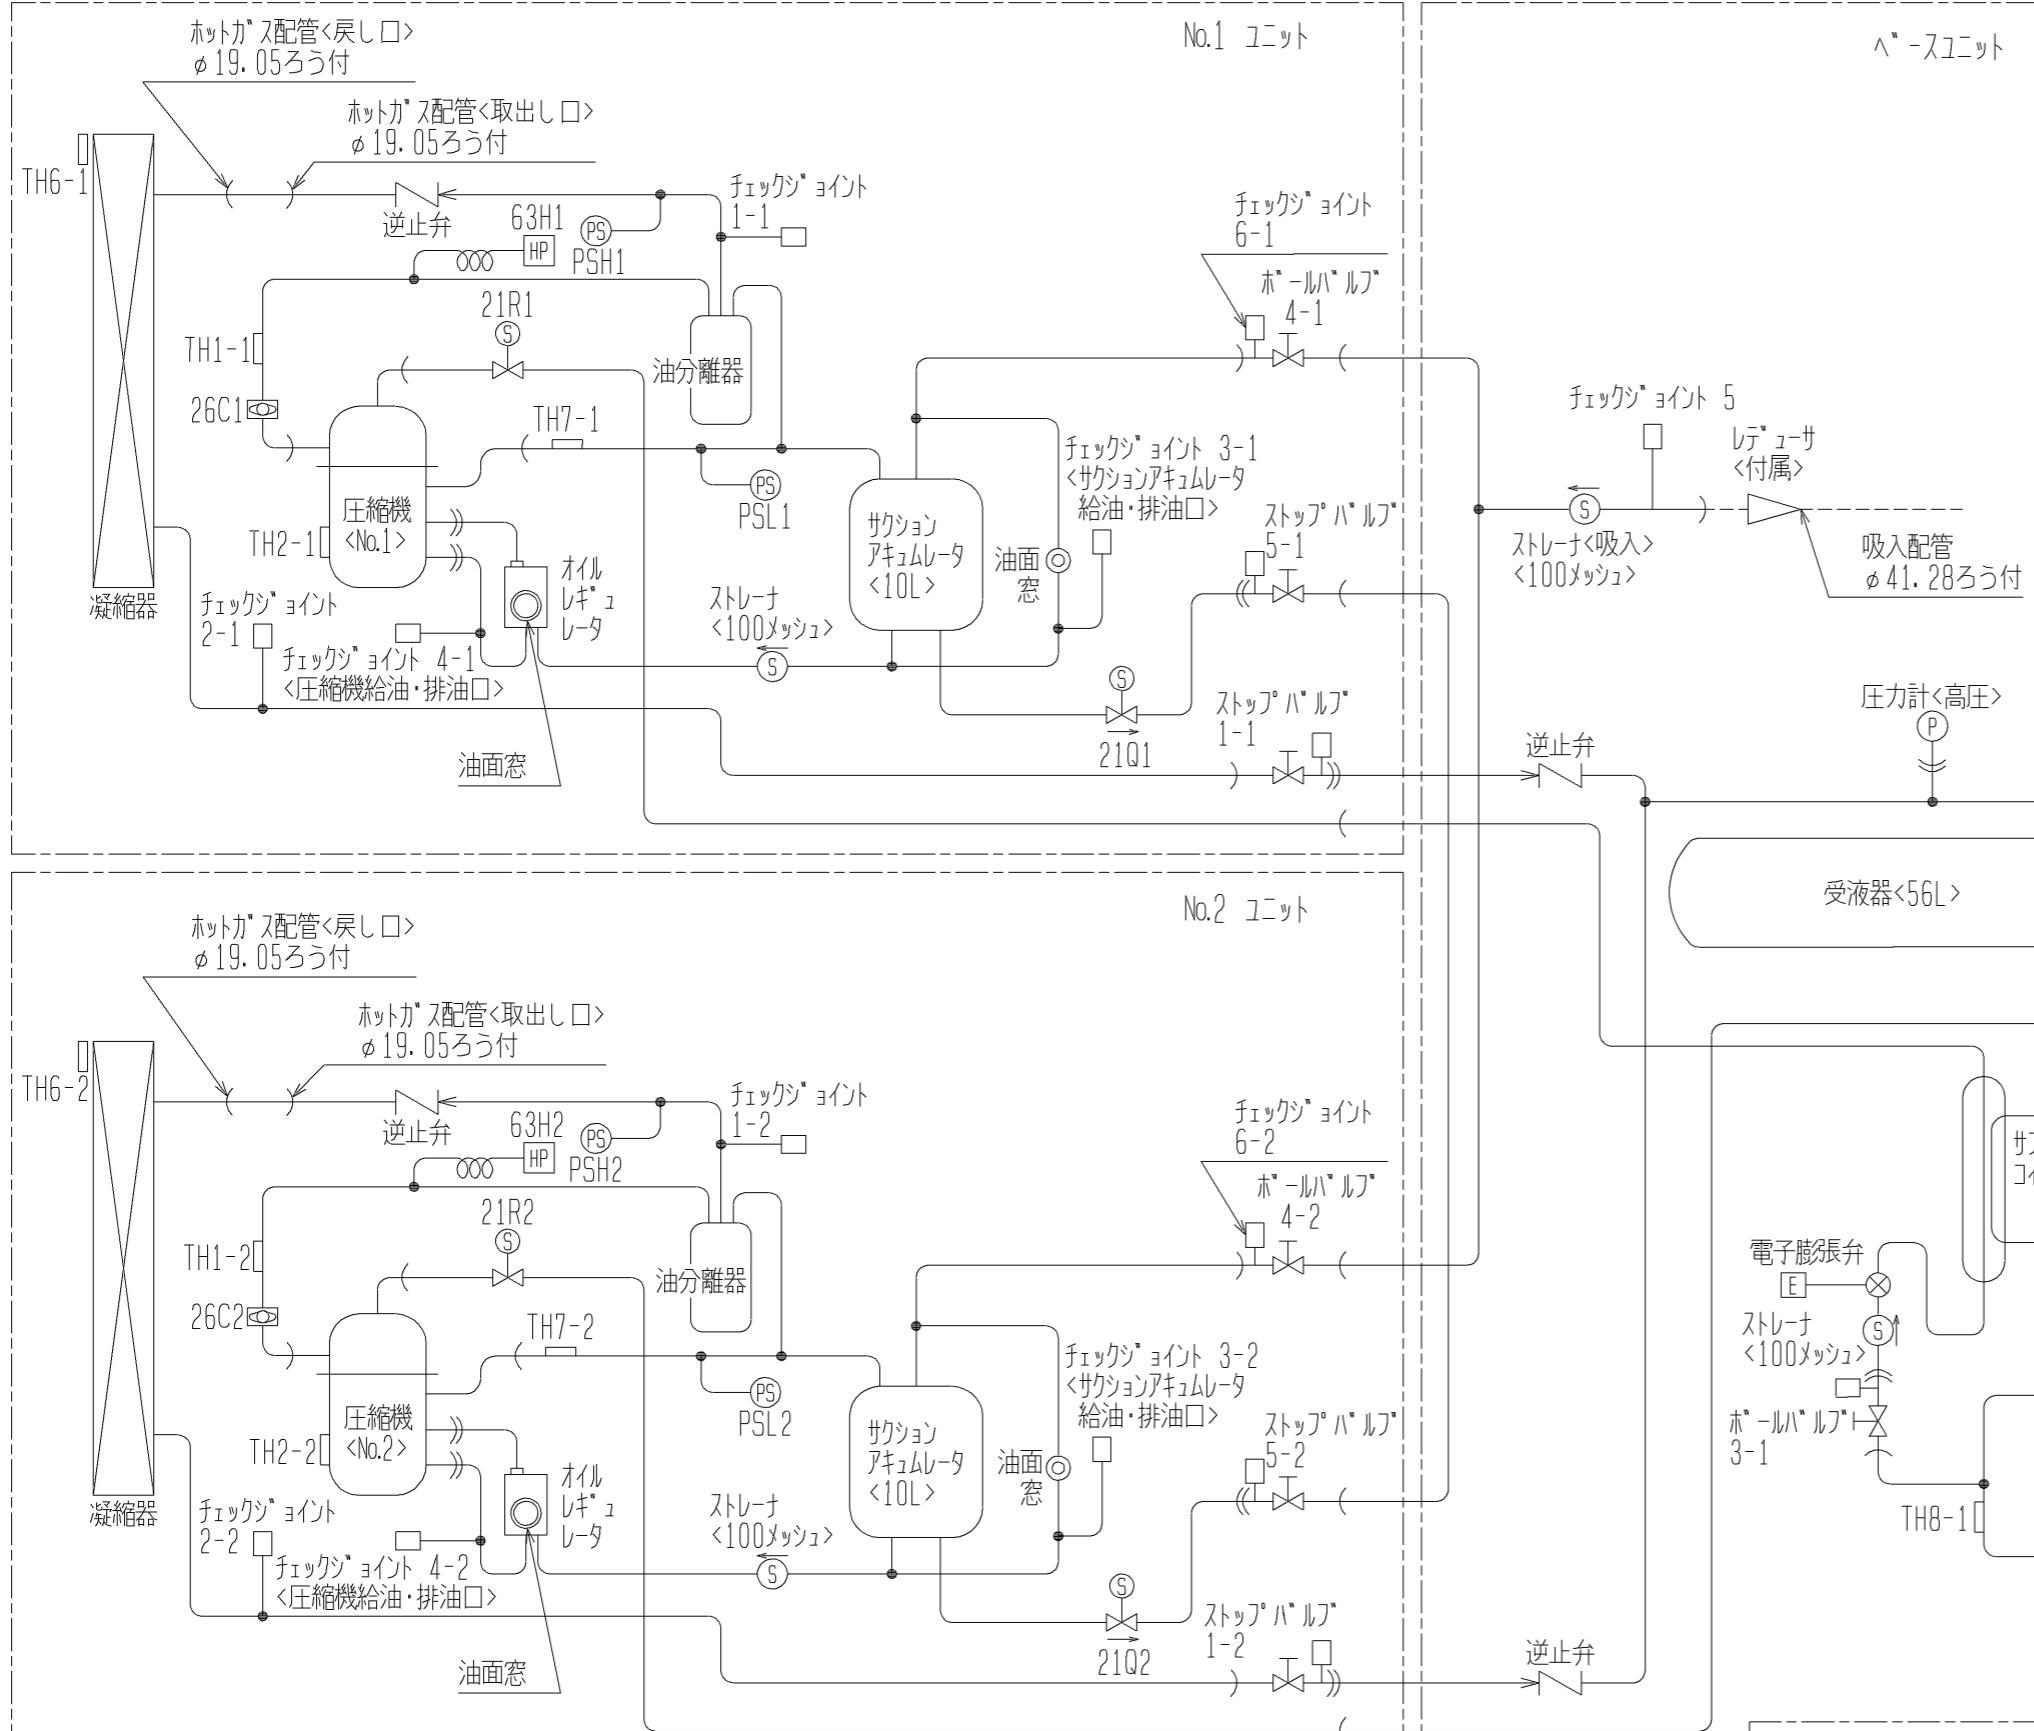 No.1 ユニット
ベースユニット
ホットガス配管<戻し口>
φ19.05ろう付
ホットガス配管<取出し口>
φ19.05ろう付
TH6-1
逆止弁
63H1
HP
PS
PSH1
チェックジョイント
1-1
チェックジョイント
6-1
ボールバルブ
4-1
21R1
S
TH1-1
油分離器
26C1
TH7-1
チェックジョイント 5
レデューサ
<付属>
チェックジョイント 3-1
<サクションアキュムレータ
給油・排油口>
PS
PSL1
圧縮機
<No.1>
TH2-1
サクション
アキュムレータ
<10L>
油面
窓
ストップバルブ
5-1
S
ストレーナ<吸入>
<100メッシュ>
吸入配管
φ41.28ろう付
凝縮器
チェックジョイント
2-1
オイル
レギュ
レータ
ストレーナ
<100メッシュ>
S
チェックジョイント 4-1
<圧縮機給油・排油口>
S
21Q1
ストップバルブ
1-1
油面窓
逆止弁
圧力計<高圧>
P
受液器<56L>
No.2 ユニット
ホットガス配管<戻し口>
φ19.05ろう付
ホットガス配管<取出し口>
φ19.05ろう付
TH6-2
逆止弁
63H2
HP
PS
PSH2
チェックジョイント
1-2
チェックジョイント
6-2
ボールバルブ
4-2
21R2
S
TH1-2
油分離器
26C2
TH7-2
チェックジョイント 3-2
<サクションアキュムレータ
給油・排油口>
PS
PSL2
圧縮機
<No.2>
TH2-2
サクション
アキュムレータ
<10L>
油面
窓
ストップバルブ
5-2
電子膨張弁
E
ストレーナ
<100メッシュ>
S
ボールバルブ
3-1
TH8-1
凝縮器
チェックジョイント
2-2
オイル
レギュ
レータ
ストレーナ
<100メッシュ>
S
チェックジョイント 4-2
<圧縮機給油・排油口>
S
21Q2
ストップバルブ
1-2
油面窓
逆止弁